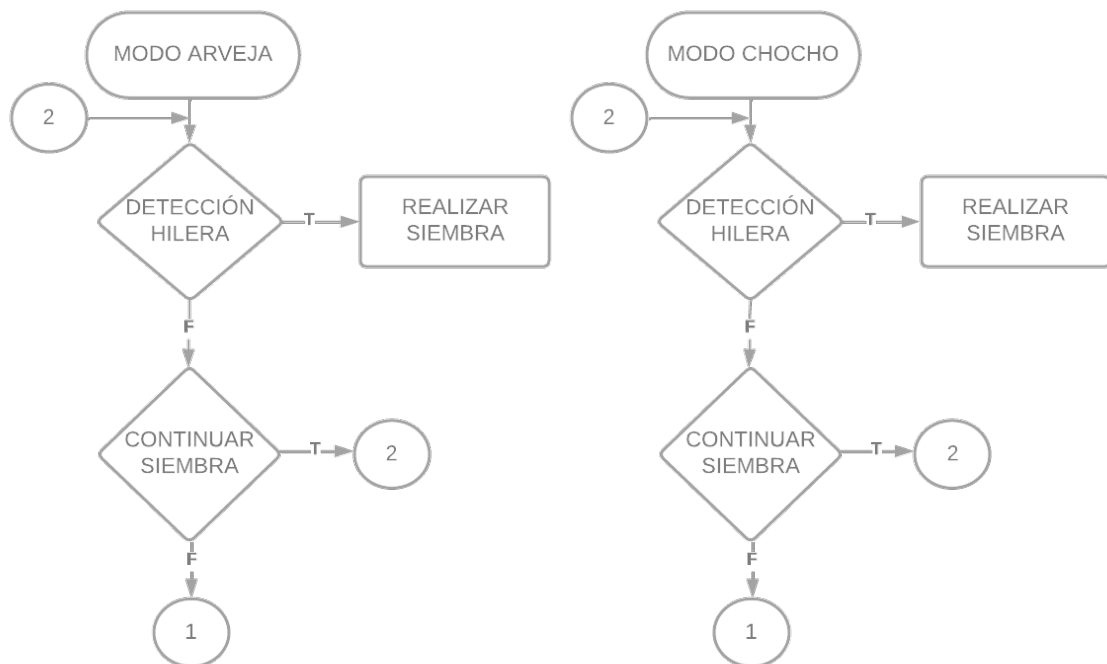 MODO ARVEJA
2
DETECCIÓN
HILERA
T
REALIZAR
SIEMBRA
F
CONTINUAR
SIEMBRA
T
2
F
1
MODO CHOCHO
2
DETECCIÓN
HILERA
T
REALIZAR
SIEMBRA
F
CONTINUAR
SIEMBRA
T
2
F
1